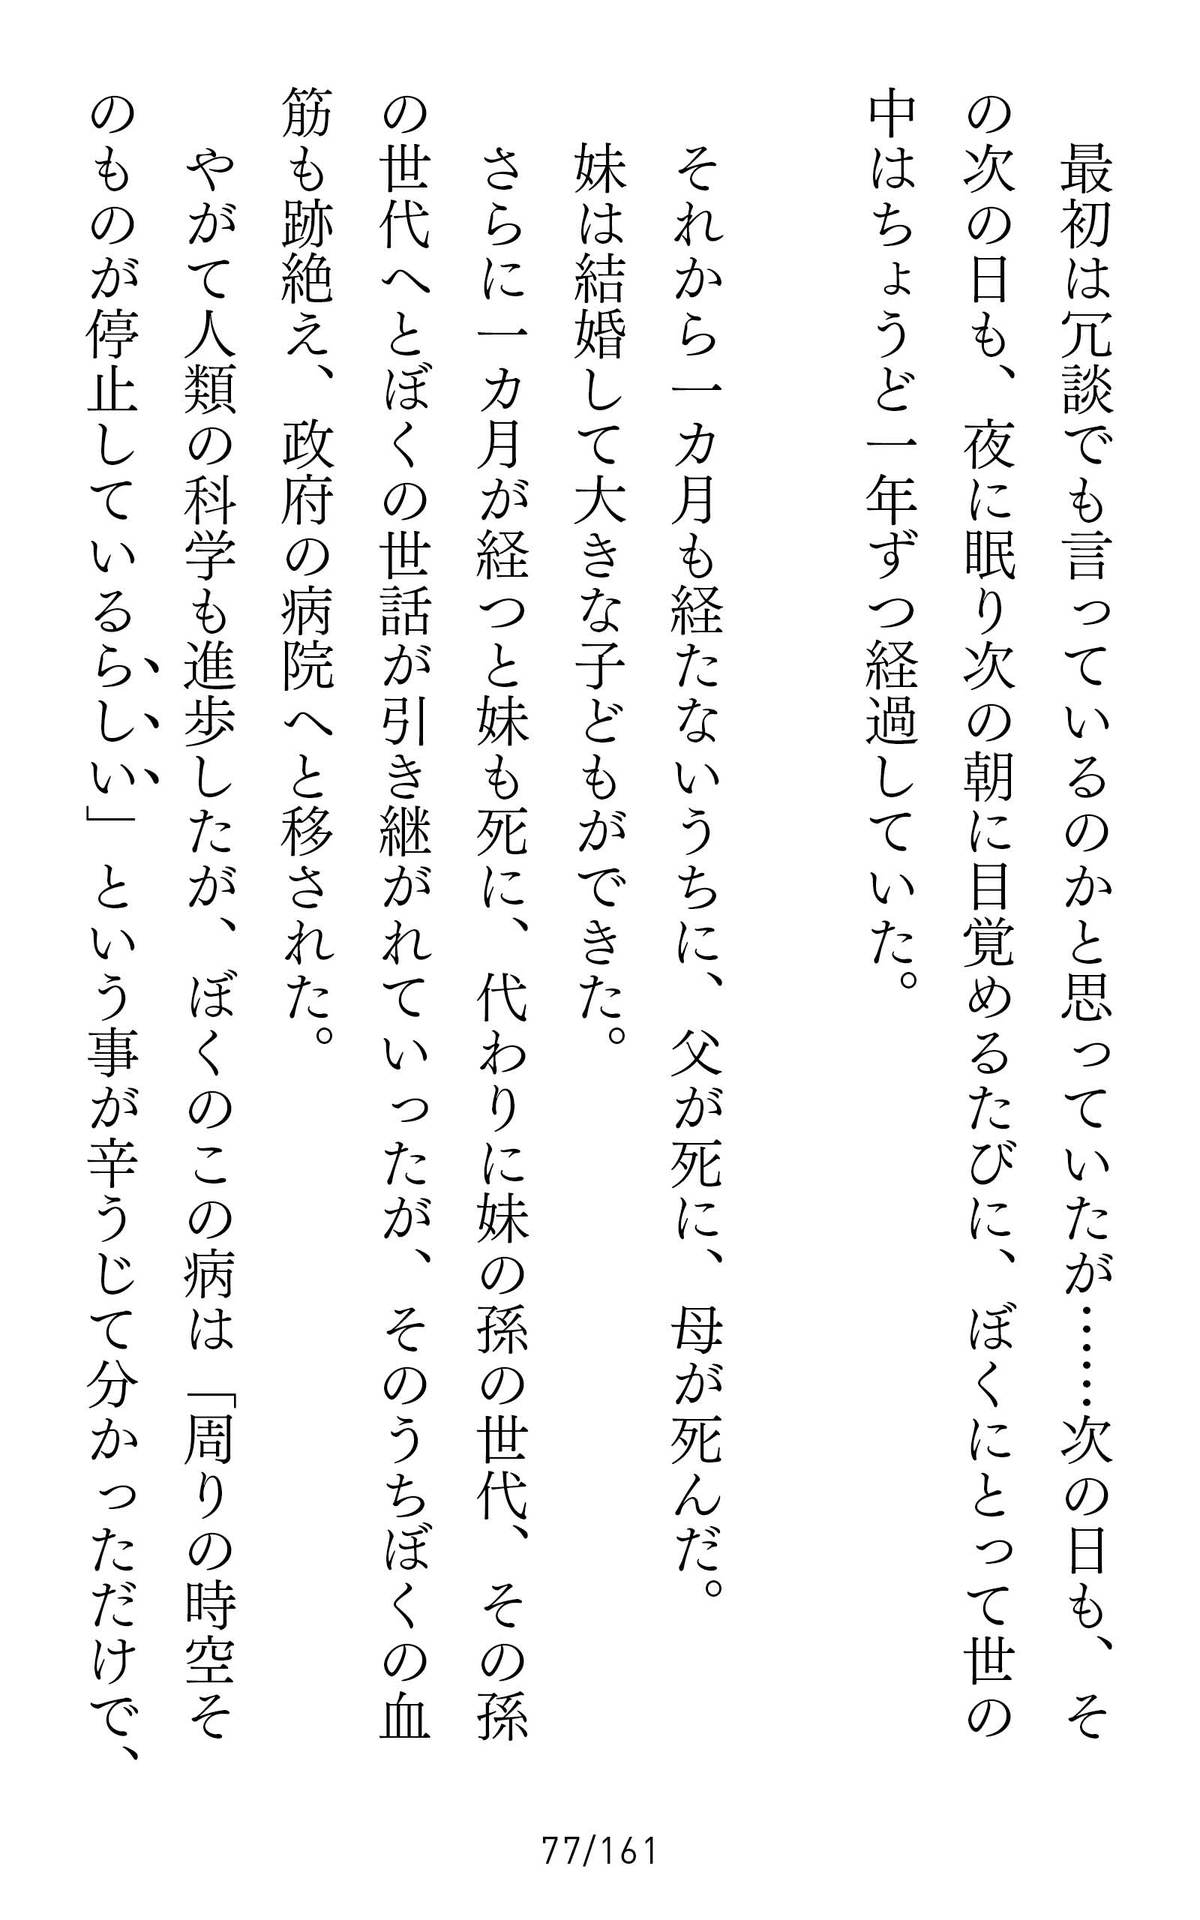 最初は冗談でも言っているのかと思っていたが……次の日も、そ
の次の日も、夜に眠り次の朝に目覚めるたびに、ぼくにとって世の
中はちょうど一年ずつ経過していた。
それから一カ月も経たないうちに、父が死に、母が死んだ。
妹は結婚して大きな子どもができた。
さらに一カ月が経つと妹も死に、代わりに妹の孫の世代、その孫
の世代へとぼくの世話が引き継がれていったが、そのうちぼくの血
筋も跡絶え、政府の病院へと移された。
やがて人類の科学も進歩したが、ぼくのこの病は「周りの時空そ
のものが停止しているらしい」という事が辛うじて分かっただけで、
77/161